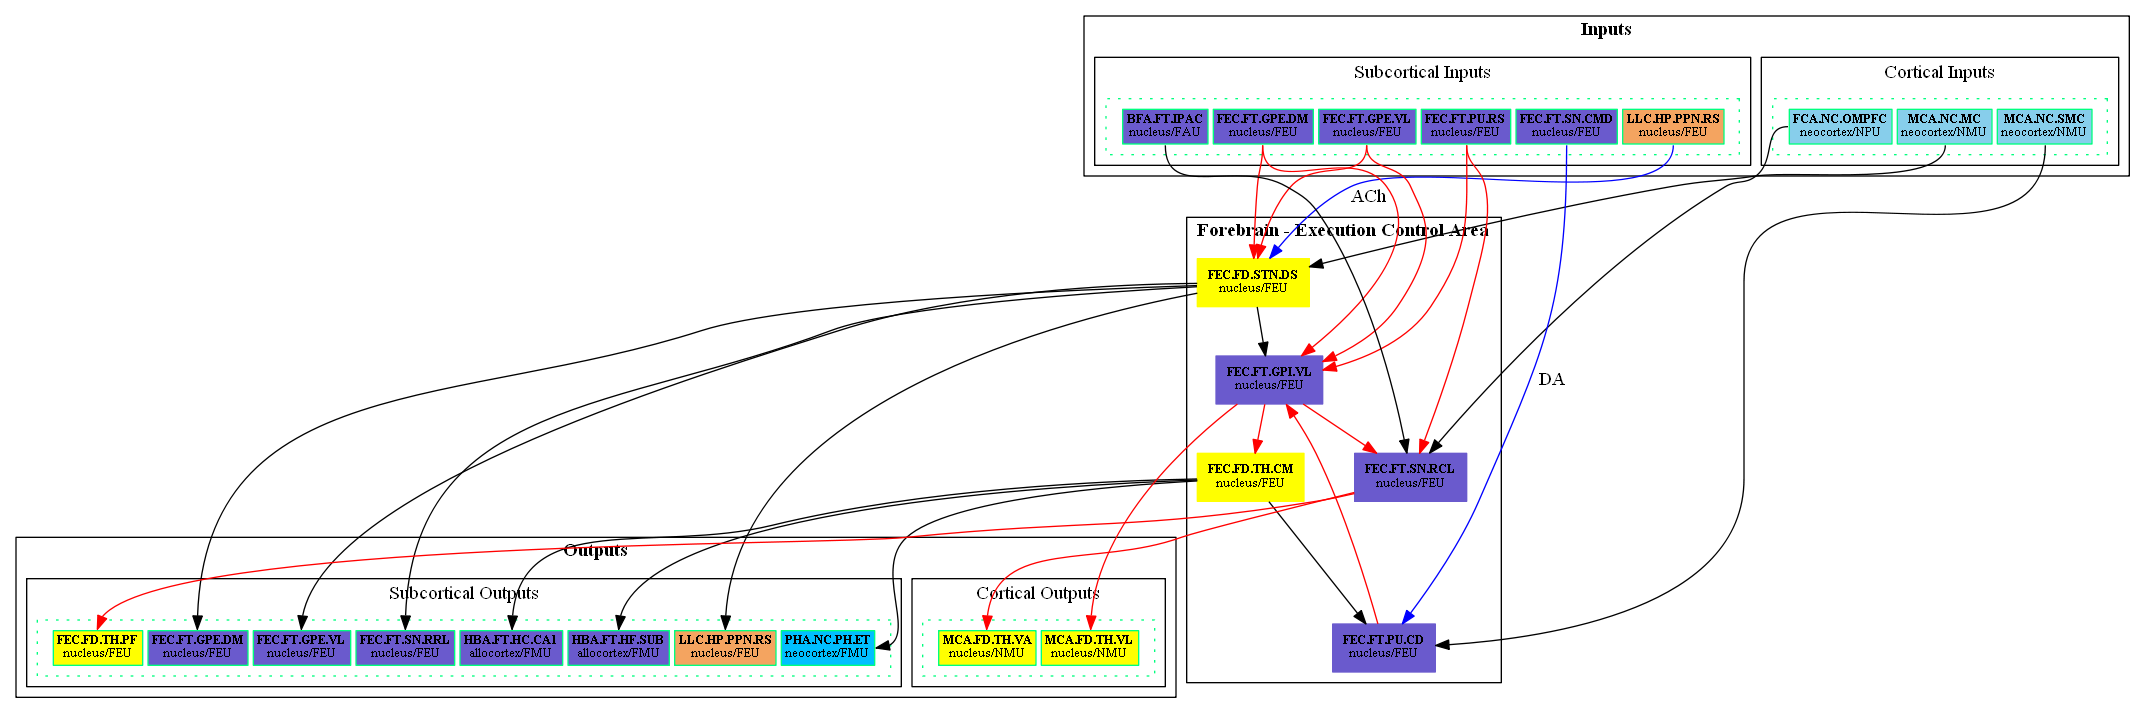 Inputs
Subcortical Inputs
Cortical Inputs
BFA.FT.IPAC
nucleus/FAU
FEC.FT.GPE.DM
nucleus/FEU
FEC.FT.GPE.VL
nucleus/FEU
FEC.FT.PU.RS
nucleus/FEU
FEC.FT.SN.CMD
nucleus/FEU
LLC.HP.PPN.RS
nucleus/FEU
FCA.NC.OMPFC
neocortex/NPU
MCA.NC.MC
neocortex/NMU
MCA.NC.SMC
neocortex/NMU
ACh
Forebrain - Execution Control Area
FEC.FD.STN.DS
nucleus/FEU
FEC.FT.GPI.VL
nucleus/FEU
DA
FEC.FD.TH.CM
nucleus/FEU
FEC.FT.SN.RCL
nucleus/FEU
FEC.FT.PU.CD
nucleus/FEU
Outputs
Subcortical Outputs
Cortical Outputs
FEC.FD.TH.PF
nucleus/FEU
FEC.FT.GPE.DM
nucleus/FEU
FEC.FT.GPE.VL
nucleus/FEU
FEC.FT.SN.RRL
nucleus/FEU
HBA.FT.HC.CA1
allocortex/FMU
HBA.FT.HF.SUB
allocortex/FMU
LLC.HP.PPN.RS
nucleus/FEU
PHA.NC.PH.ET
neocortex/FMU
MCA.FD.TH.VA
nucleus/NMU
MCA.FD.TH.VL
nucleus/NMU